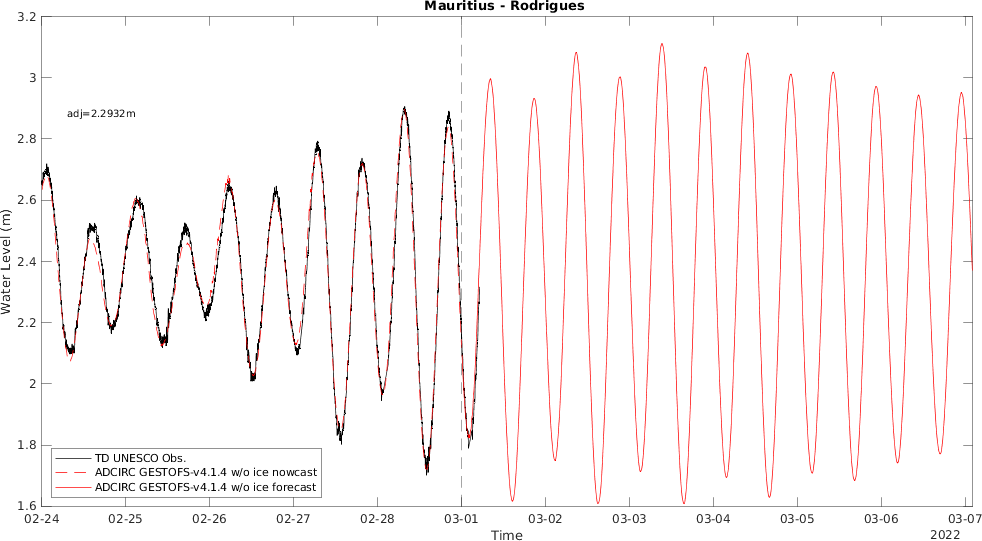 Mauritius - Rodrigues
3.2
3
2.8
2.6
2.4
2.2
2
1.8
1.6
Water Level (m)
adj=2.2932m
TD UNESCO Obs.
ADCIRC GESTOFS-v4.1.4 w/o ice nowcast
ADCIRC GESTOFS-v4.1.4 w/o ice forecast
02-24 02-25 02-26 02-27 02-28 03-01 03-02 03-03 03-04 03-05 03-06 03-07
Time
2022